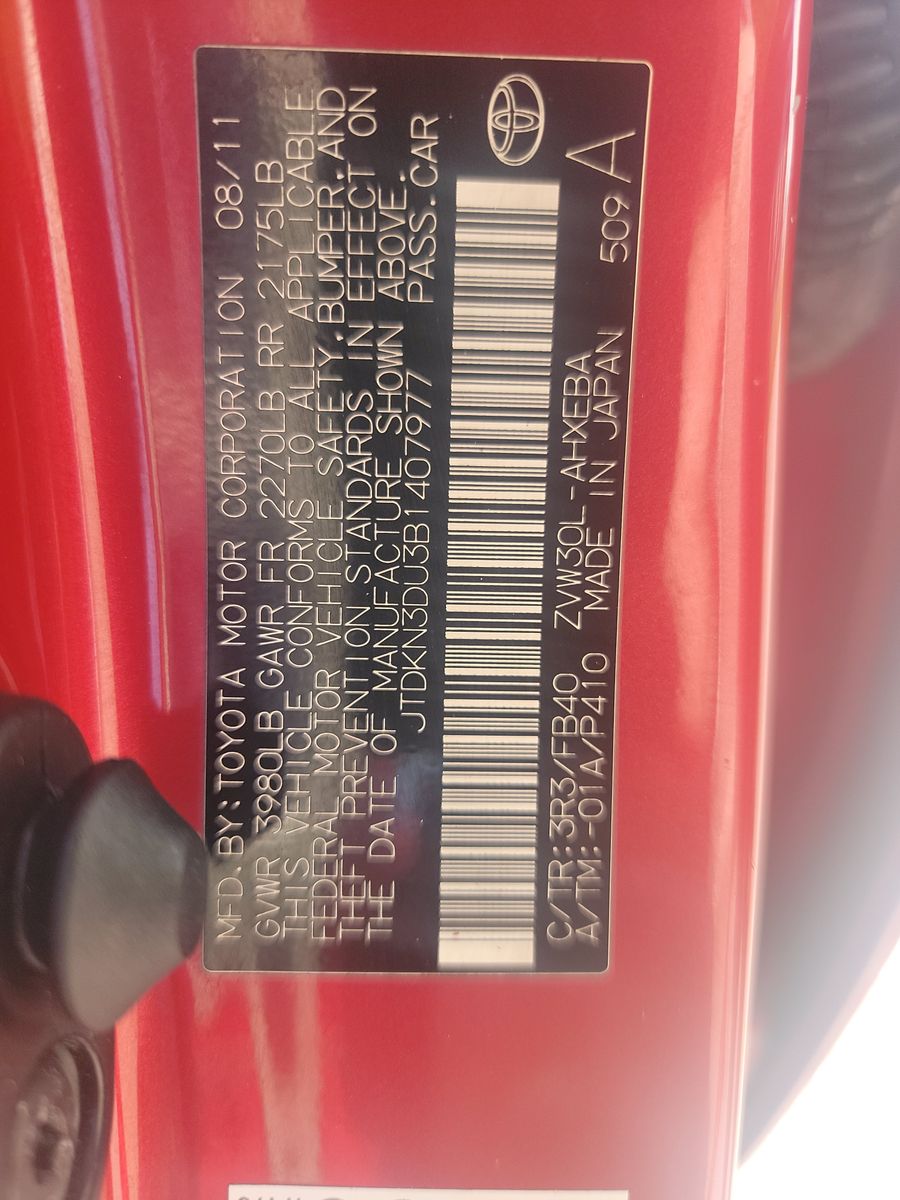 MFD.BY:TOYOTA MOTOR CORPORATION 08/11
GVWR 3980LB GAWR FR 2270LB RR 2175LB
THIS VEHICLE CONFORMS TO ALL APPLICABLE
FEDERAL MOTOR VEHICLE SAFETY,BUMPER,AND
THEFT PREVENTION STANDARDS IN EFFECT ON
THE DATE OF MANUFACTURE SHOWN ABOVE.
JTDKN3DU3B1407977 PASS.CAR
C/TR:3R3/FB40 ZVW30L-AHXEBA
A/TM:-01A/P410 MADE IN JAPAN 509 A